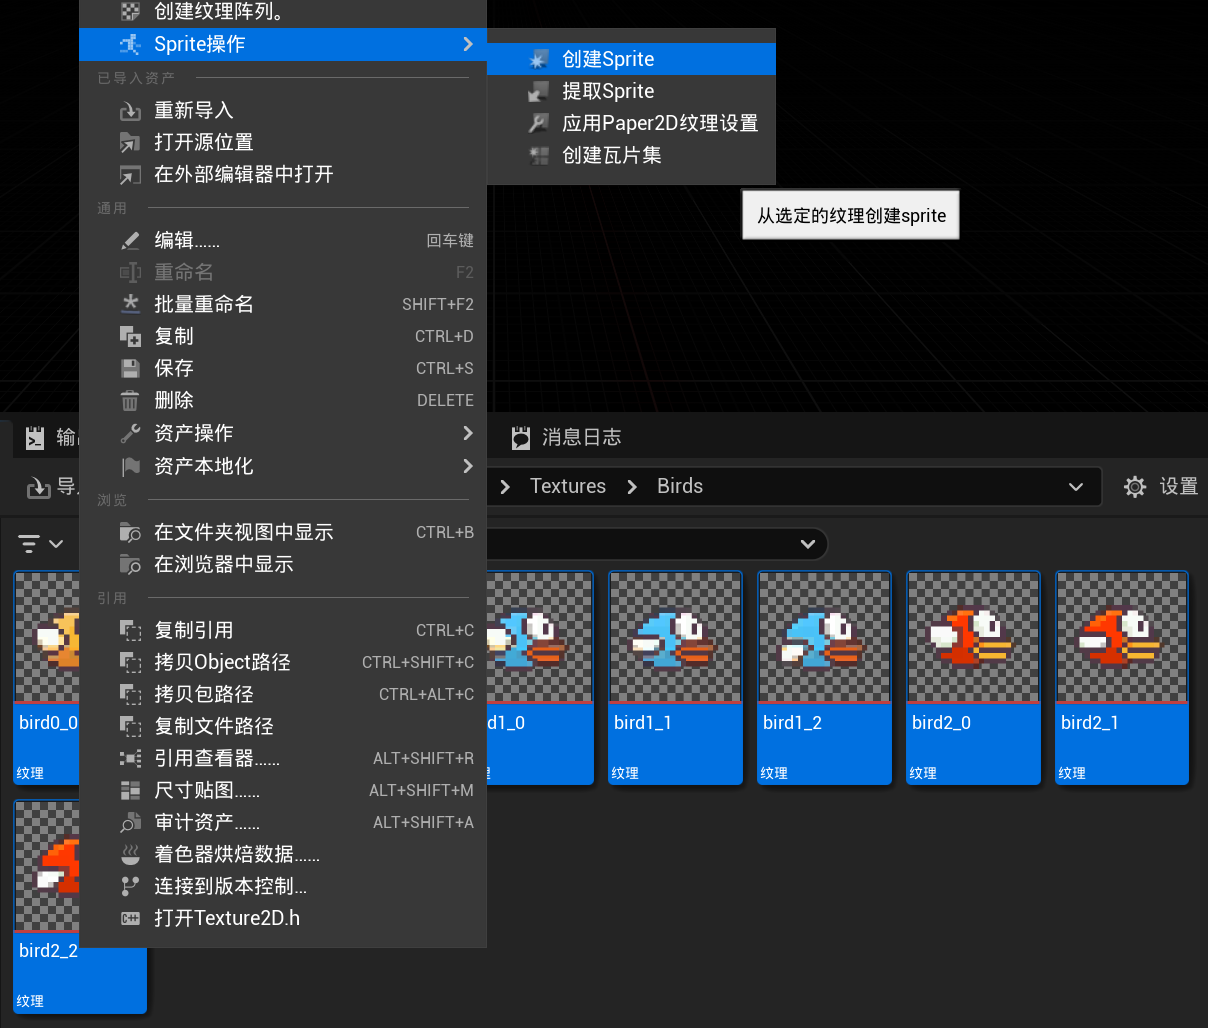 创建纹理阵列。
Sprite操作
创建Sprite
提取Sprite
应用Paper2D纹理设置
创建瓦片集
从选定的纹理创建sprite
已导入资产
重新导入
打开源位置
在外部编辑器中打开
通用
编辑...... 回车键
重命名 F2
批量重命名 SHIFT+F2
复制 CTRL+D
保存 CTRL+S
删除 DELETE
资产操作
资产本地化
浏览
在文件夹视图中显示 CTRL+B
在浏览器中显示
引用
复制引用 CTRL+C
拷贝Object路径 CTRL+SHIFT+C
拷贝包路径 CTRL+ALT+C
复制文件路径
引用查看器...... ALT+SHIFT+R
尺寸贴图...... ALT+SHIFT+M
审计资产...... ALT+SHIFT+A
着色器烘焙数据......
连接到版本控制...
打开Texture2D.h
输
消息日志
导
Textures
Birds
设置
bird0_0
d1_0
bird1_1
bird1_2
bird2_0
bird2_1
纹理
纹理
纹理
纹理
纹理
bird2_2
纹理